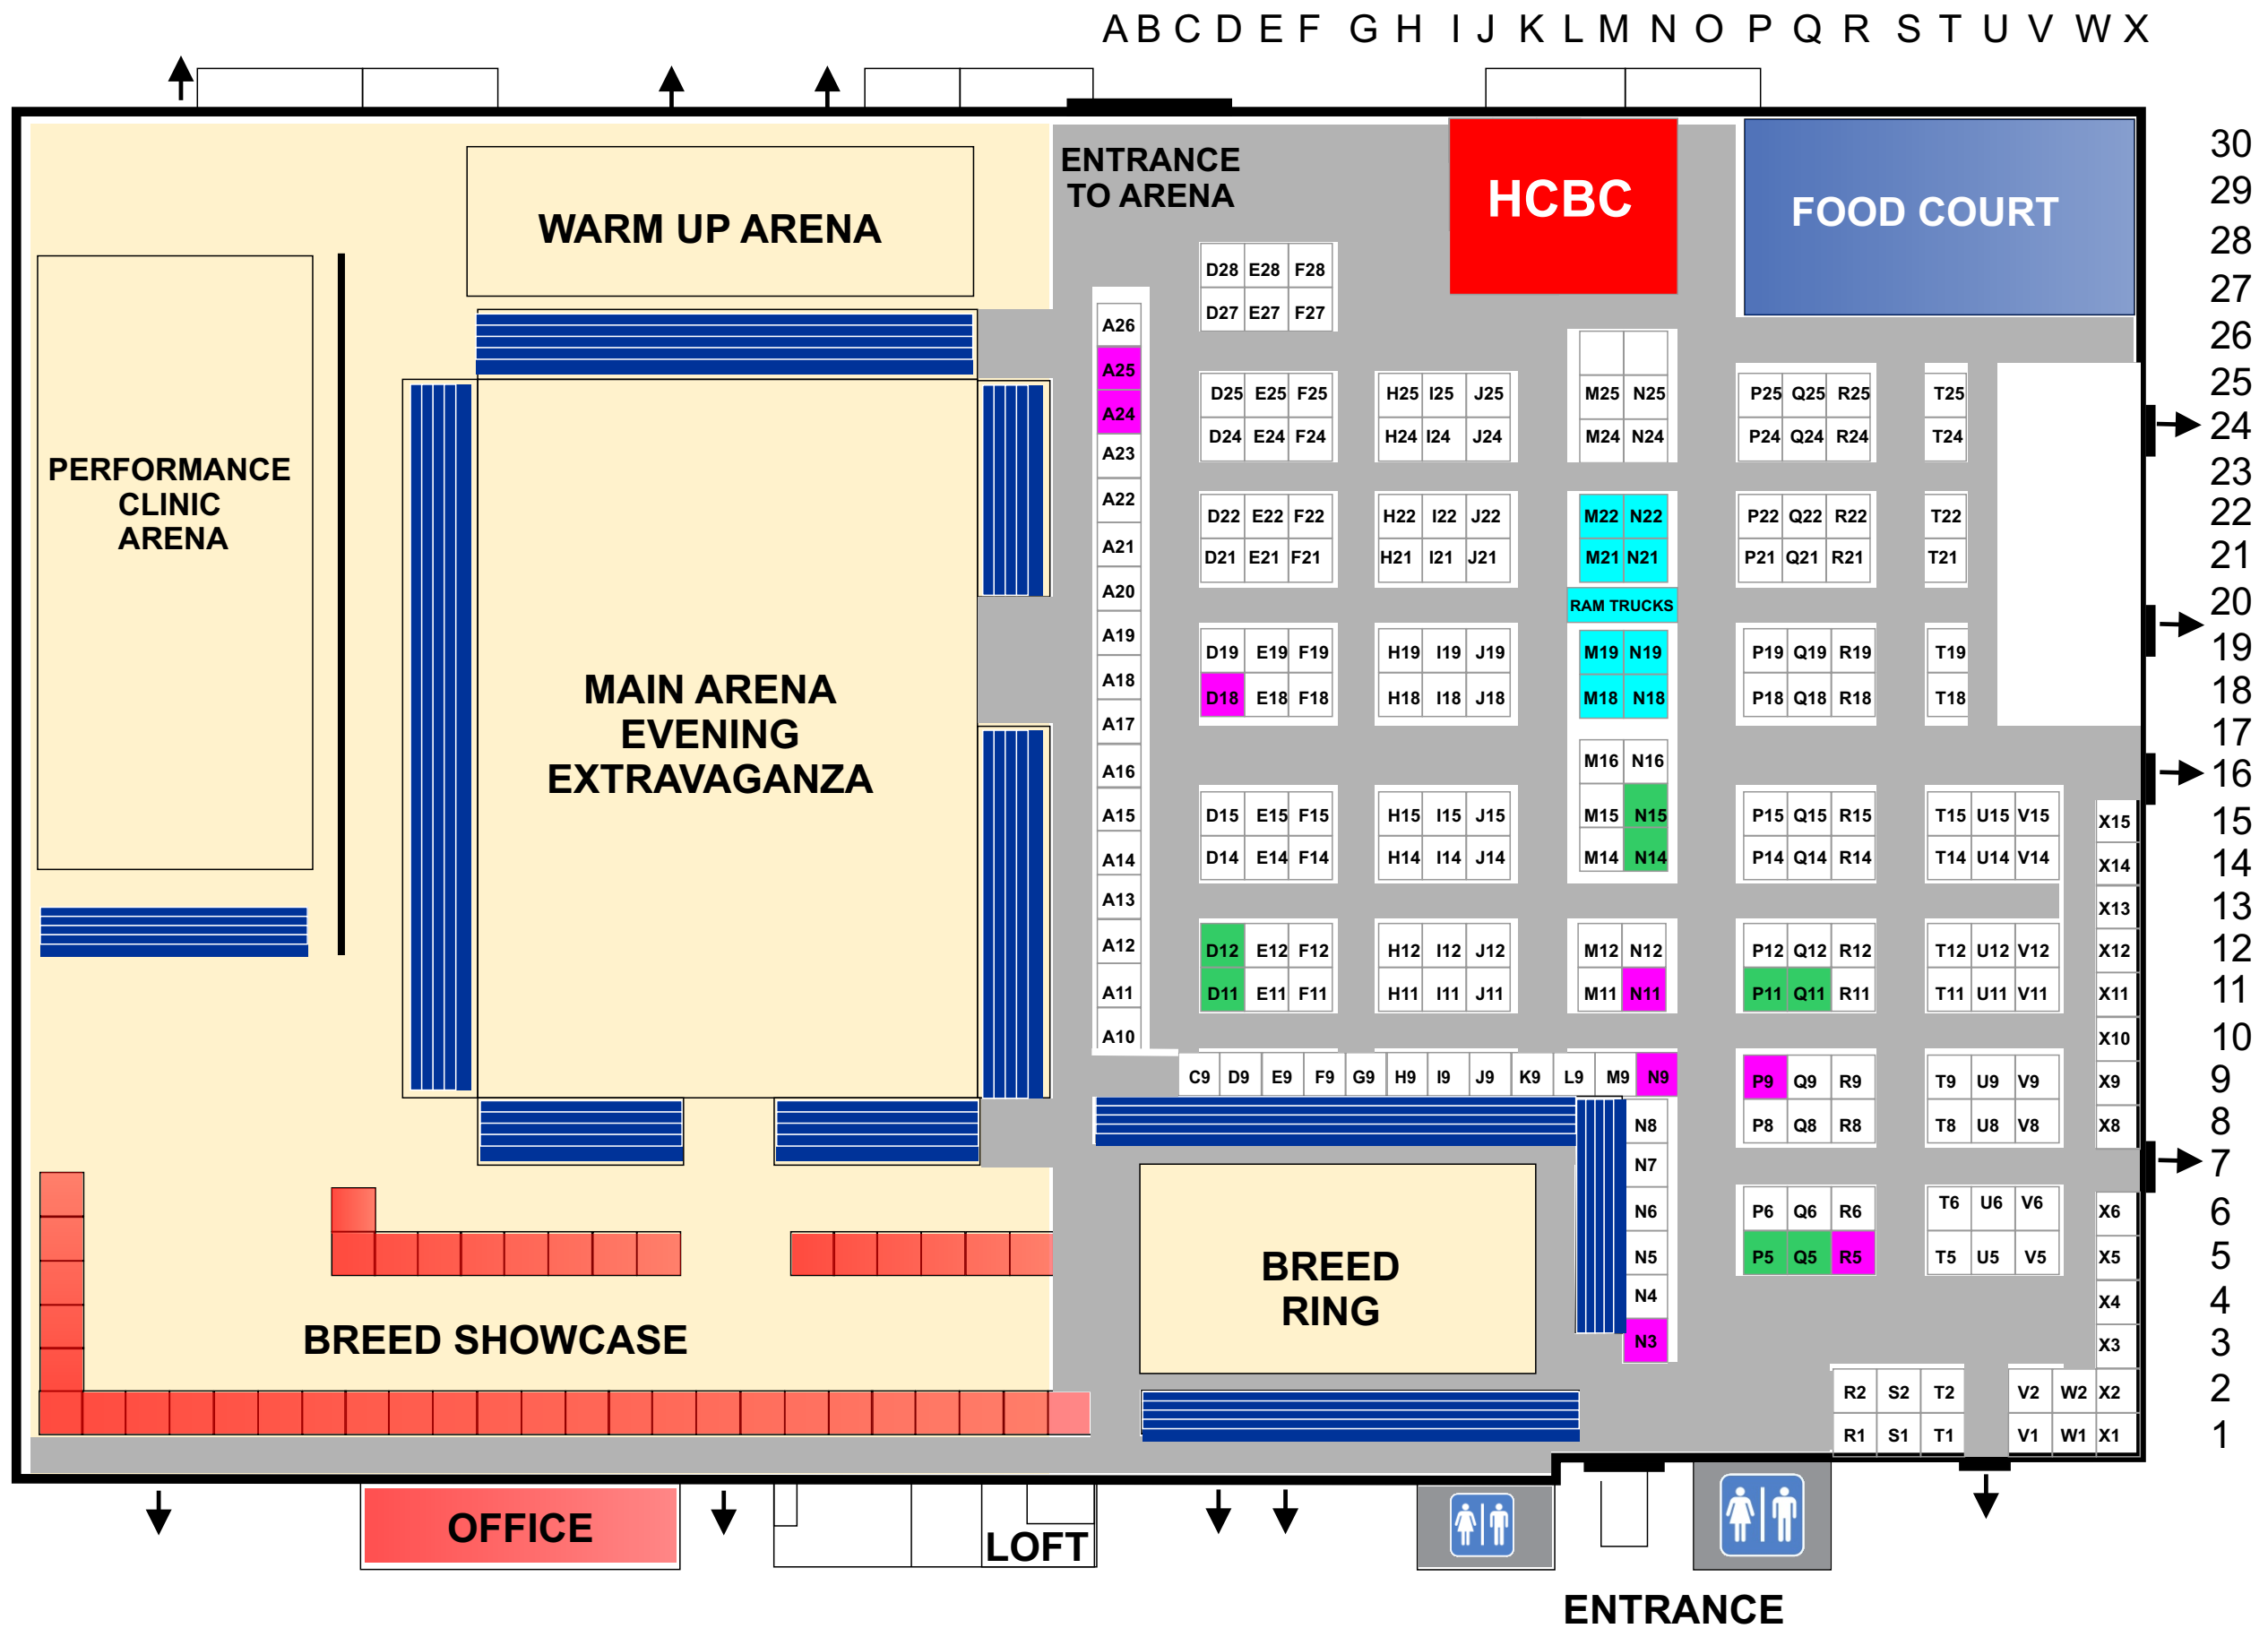 A B C D E F G H I J K L M N O P Q R S T U V W X
30
29
28
27
26
25
24
23
22
21
20
19
18
17
16
15
14
13
12
11
10
9
8
7
6
5
4
3
2
1
ENTRANCE
TO ARENA
HCBC
FOOD COURT
WARM UP ARENA
PERFORMANCE
CLINIC
ARENA
MAIN ARENA
EVENING
EXTRAVAGANZA
BREED SHOWCASE
BREED
RING
A26
A25
A24
A23
A22
A21
A20
A19
A18
A17
A16
A15
A14
A13
A12
A11
A10
D28 E28 F28
D27 E27 F27
D25 E25 F25 H25 I25 J25 M25 N25 P25 Q25 R25 T25
D24 E24 F24 H24 I24 J24 M24 N24 P24 Q24 R24 T24
D22 E22 F22 H22 I22 J22 M22 N22 P22 Q22 R22 T22
D21 E21 F21 H21 I21 J21 M21 N21 P21 Q21 R21 T21
RAM TRUCKS
D19 E19 F19 H19 I19 J19 M19 N19 P19 Q19 R19 T19
D18 E18 F18 H18 I18 J18 M18 N18 P18 Q18 R18 T18
M16 N16
D15 E15 F15 H15 I15 J15 M15 N15 P15 Q15 R15 T15 U15 V15
D14 E14 F14 H14 I14 J14 M14 N14 P14 Q14 R14 T14 U14 V14
D12 E12 F12 H12 I12 J12 M12 N12 P12 Q12 R12 T12 U12 V12
D11 E11 F11 H11 I11 J11 M11 N11 P11 Q11 R11 T11 U11 V11
C9 D9 E9 F9 G9 H9 I9 J9 K9 L9 M9 N9 P9 Q9 R9 T9 U9 V9
N8 P8 Q8 R8 T8 U8 V8
N7
N6 P6 Q6 R6 T6 U6 V6
N5 P5 Q5 R5 T5 U5 V5
N4
N3
X15
X14
X13
X12
X11
X10
X9
X8
X6
X5
X4
X3
R2 S2 T2 V2 W2 X2
R1 S1 T1 V1 W1 X1
OFFICE
LOFT
ENTRANCE